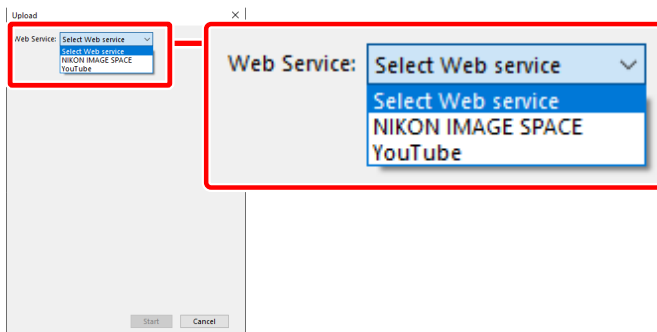 Upload
Web Service: Select Web service
Select Web service
NIKON IMAGE SPACE
YouTube
Web Service: Select Web service
Select Web service
NIKON IMAGE SPACE
YouTube
Start Cancel